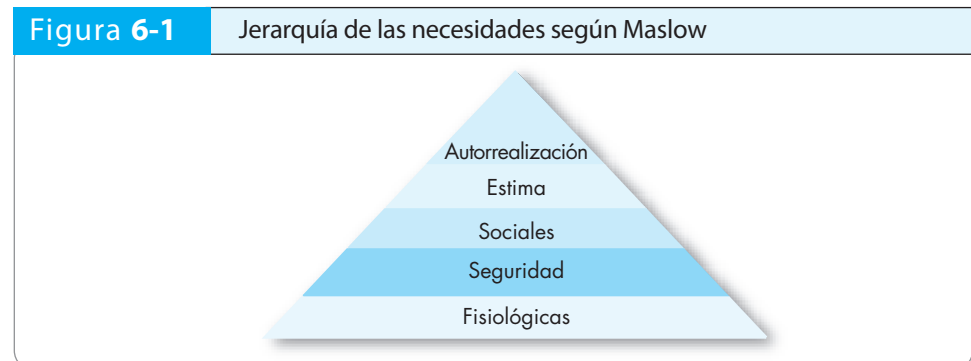 Figura 6-1
Jerarquía de las necesidades según Maslow
Autorrealización
Estima
Sociales
Seguridad
Fisiológicas